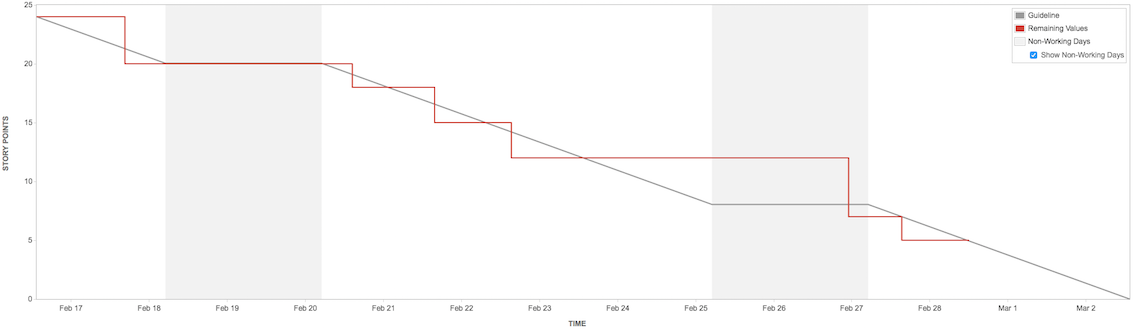 25
20
15
10
5
0
STORY POINTS
Guideline
Remaining Values
Non-Working Days
Show Non-Working Days
Feb 17 Feb 18 Feb 19 Feb 20 Feb 21 Feb 22 Feb 23 Feb 24 Feb 25 Feb 26 Feb 27 Feb 28 Mar 1 Mar 2
TIME